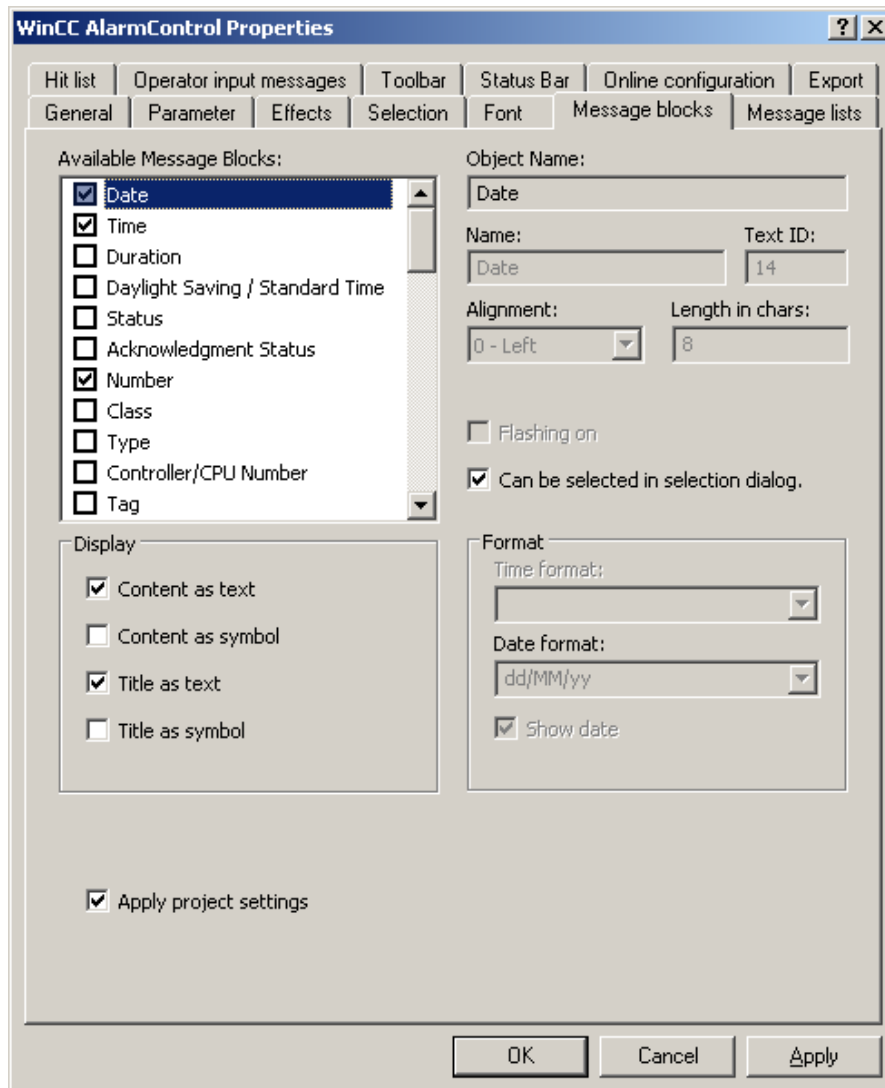 WinCC AlarmControl Properties
Hit list
Operator input messages
Toolbar
Status Bar
Online configuration
Export
General
Parameter
Effects
Selection
Font
Message blocks
Message lists
Available Message Blocks:
Date
Time
Duration
Daylight Saving / Standard Time
Status
Acknowledgment Status
Number
Class
Type
Controller/CPU Number
Tag
Object Name:
Date
Name:
Text ID:
Date
14
Alignment:
Length in chars:
0 - Left
8
Flashing on
Can be selected in selection dialog.
Display
Content as text
Content as symbol
Title as text
Title as symbol
Format
Time format:
Date format:
dd/MM/yy
Show date
Apply project settings
OK
Cancel
Apply